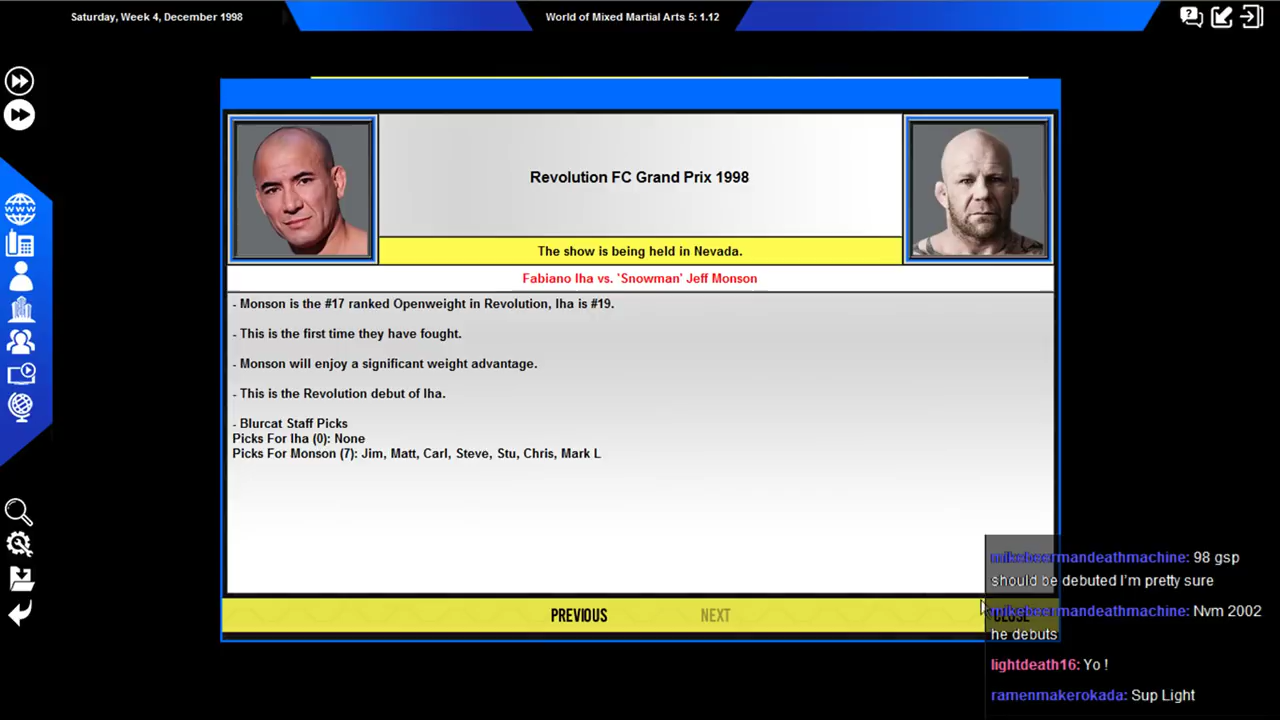 Saturday, Week 4, December 1998
World of Mixed Martial Arts 5: 1.12
WWW
Revolution FC Grand Prix 1998
The show is being held in Nevada.
Fabiano Iha vs. 'Snowman' Jeff Monson
- Monson is the #17 ranked Openweight in Revolution, Iha is #19.
- This is the first time they have fought.
- Monson will enjoy a significant weight advantage.
- This is the Revolution debut of Iha.
- Blurcat Staff Picks
Picks For Iha (0): None
Picks For Monson (7): Jim, Matt, Carl, Steve, Stu, Chris, Mark L
PREVIOUS
NEXT
CLOSE
mikebeermandeathmachine: 98 gsp
should be debuted I'm pretty sure
mikebeermandeathmachine: Nvm 2002
he debuts
lightdeath16: Yo !
ramenmakerokada: Sup Light